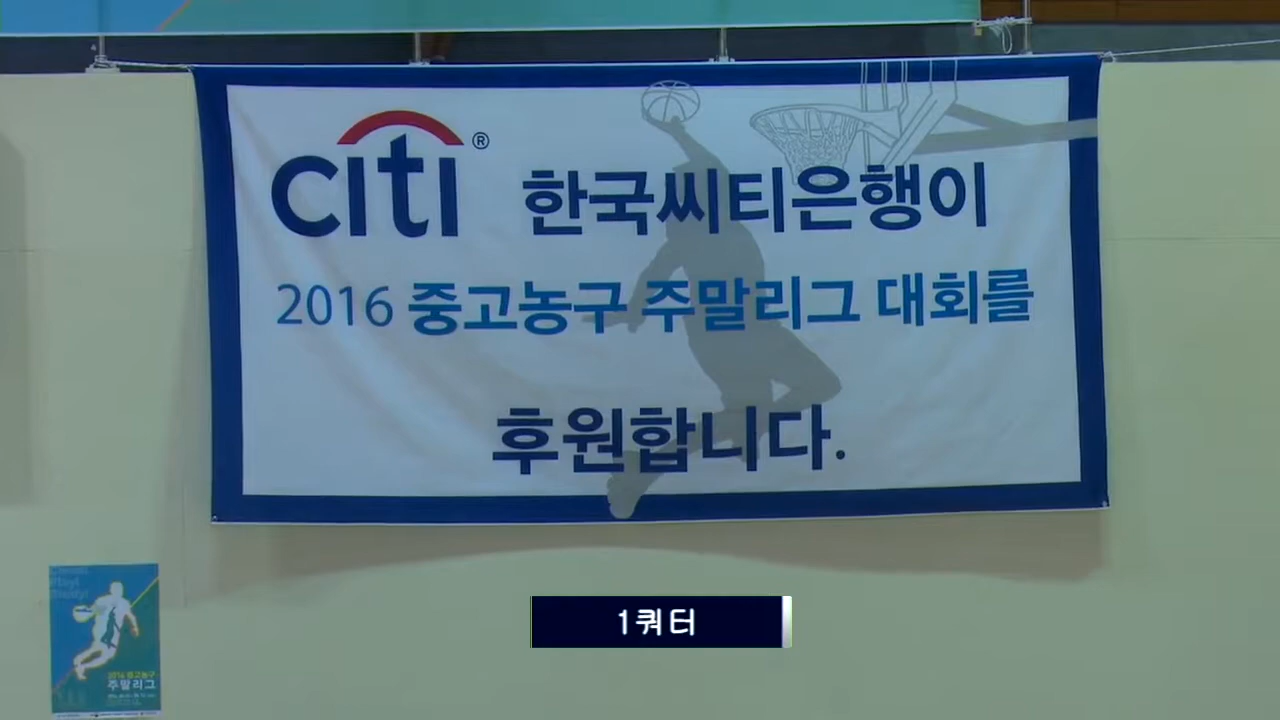 citi® 한국씨티은행이
2016 중고농구 주말리그 대회를
후원합니다.
1쿼터
2016 중고농구
주말리그